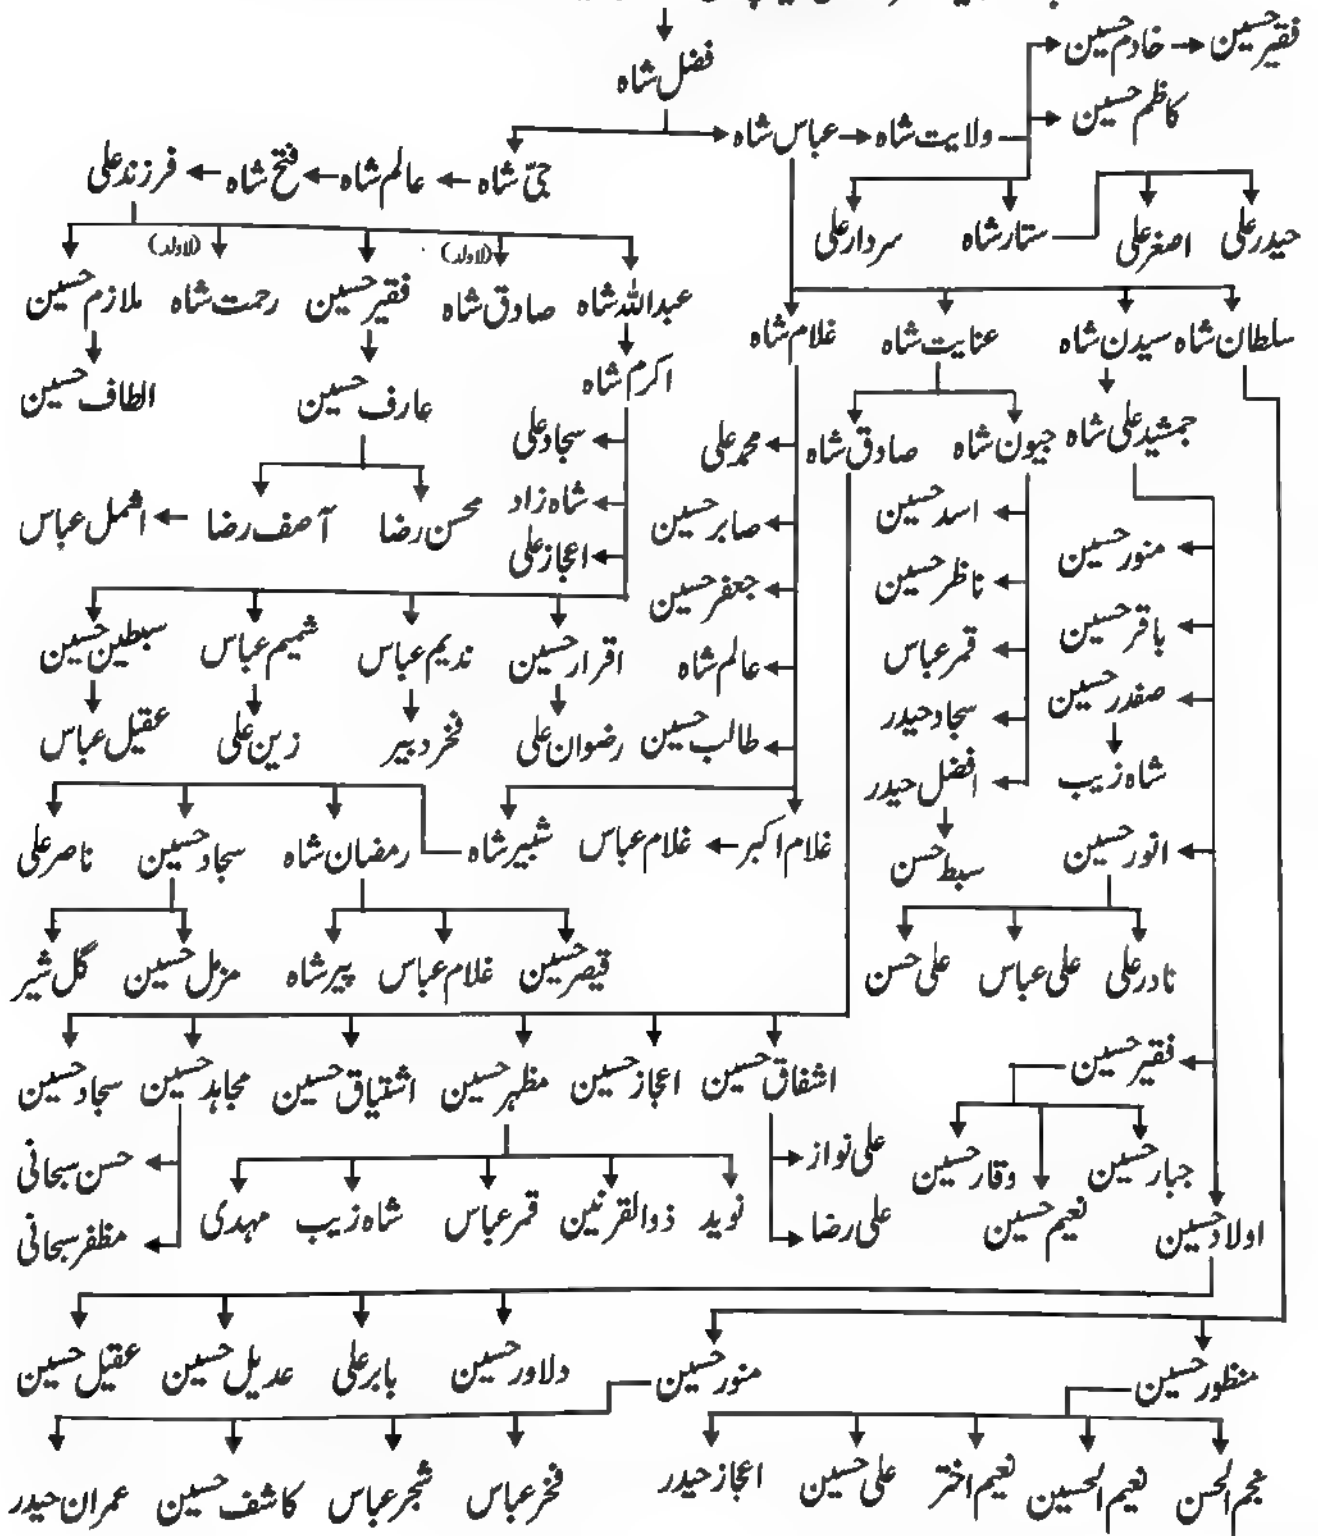 فضل شاہ
فقیر حسین
خادم حسین
کاظم حسین
ولایت شاہ
عباس شاہ
جیّ شاہ
عالم شاہ
فتح شاہ
فرزند علی
حیدر علی
اصغر علی
ستار شاہ
سردار علی
(لاولد)
(لاولد)
عبداللہ شاہ
صادق شاہ
فقیر حسین
رحمت شاہ
ملازم حسین
سلطان شاہ
سیدن شاہ
عنایت شاہ
غلام شاہ
اکرم شاہ
عارف حسین
الطاف حسین
جمشید علی شاہ
جیون شاہ
صادق شاہ
محمد علی
سجاد علی
اسد حسین
صابر حسین
شاہ زاد
محسن رضا
آصف رضا
اشمل عباس
منور حسین
ناظر حسین
جعفر حسین
اعجاز علی
باقر حسین
قمر عباس
عالم شاہ
اقرار حسین
ندیم عباس
شمیم عباس
سبطین حسین
صفدر حسین
سجاد حیدر
طالب حسین
رضوان علی
فخر دبیر
زین علی
عقیل عباس
شاہ زیب
افضل حیدر
انور حسین
سبط حسن
غلام اکبر
غلام عباس
شبیر شاہ
رمضان شاہ
سجاد حسین
ناصر علی
نادر علی
علی عباس
علی حسن
قیصر حسین
غلام عباس
پیر شاہ
مزمل حسین
گل شیر
فقیر حسین
اشفاق حسین
اعجاز حسین
مظہر حسین
اشتیاق حسین
مجاہد حسین
سجاد حسین
جبار حسین
وقار حسین
علی نواز
حسن سبحانی
نعیم حسین
اولاد حسین
علی رضا
نوید
ذوالقرنین
قمر عباس
شاہ زیب
مہدی
مظفر سبحانی
منظور حسین
منور حسین
دلاور حسین
بابر علی
عدیل حسین
عقیل حسین
نجم الحسن
نعیم الحسین
نعیم اختر
علی حسین
اعجاز حیدر
فخر عباس
شجر عباس
کاشف حسین
عمران حیدر